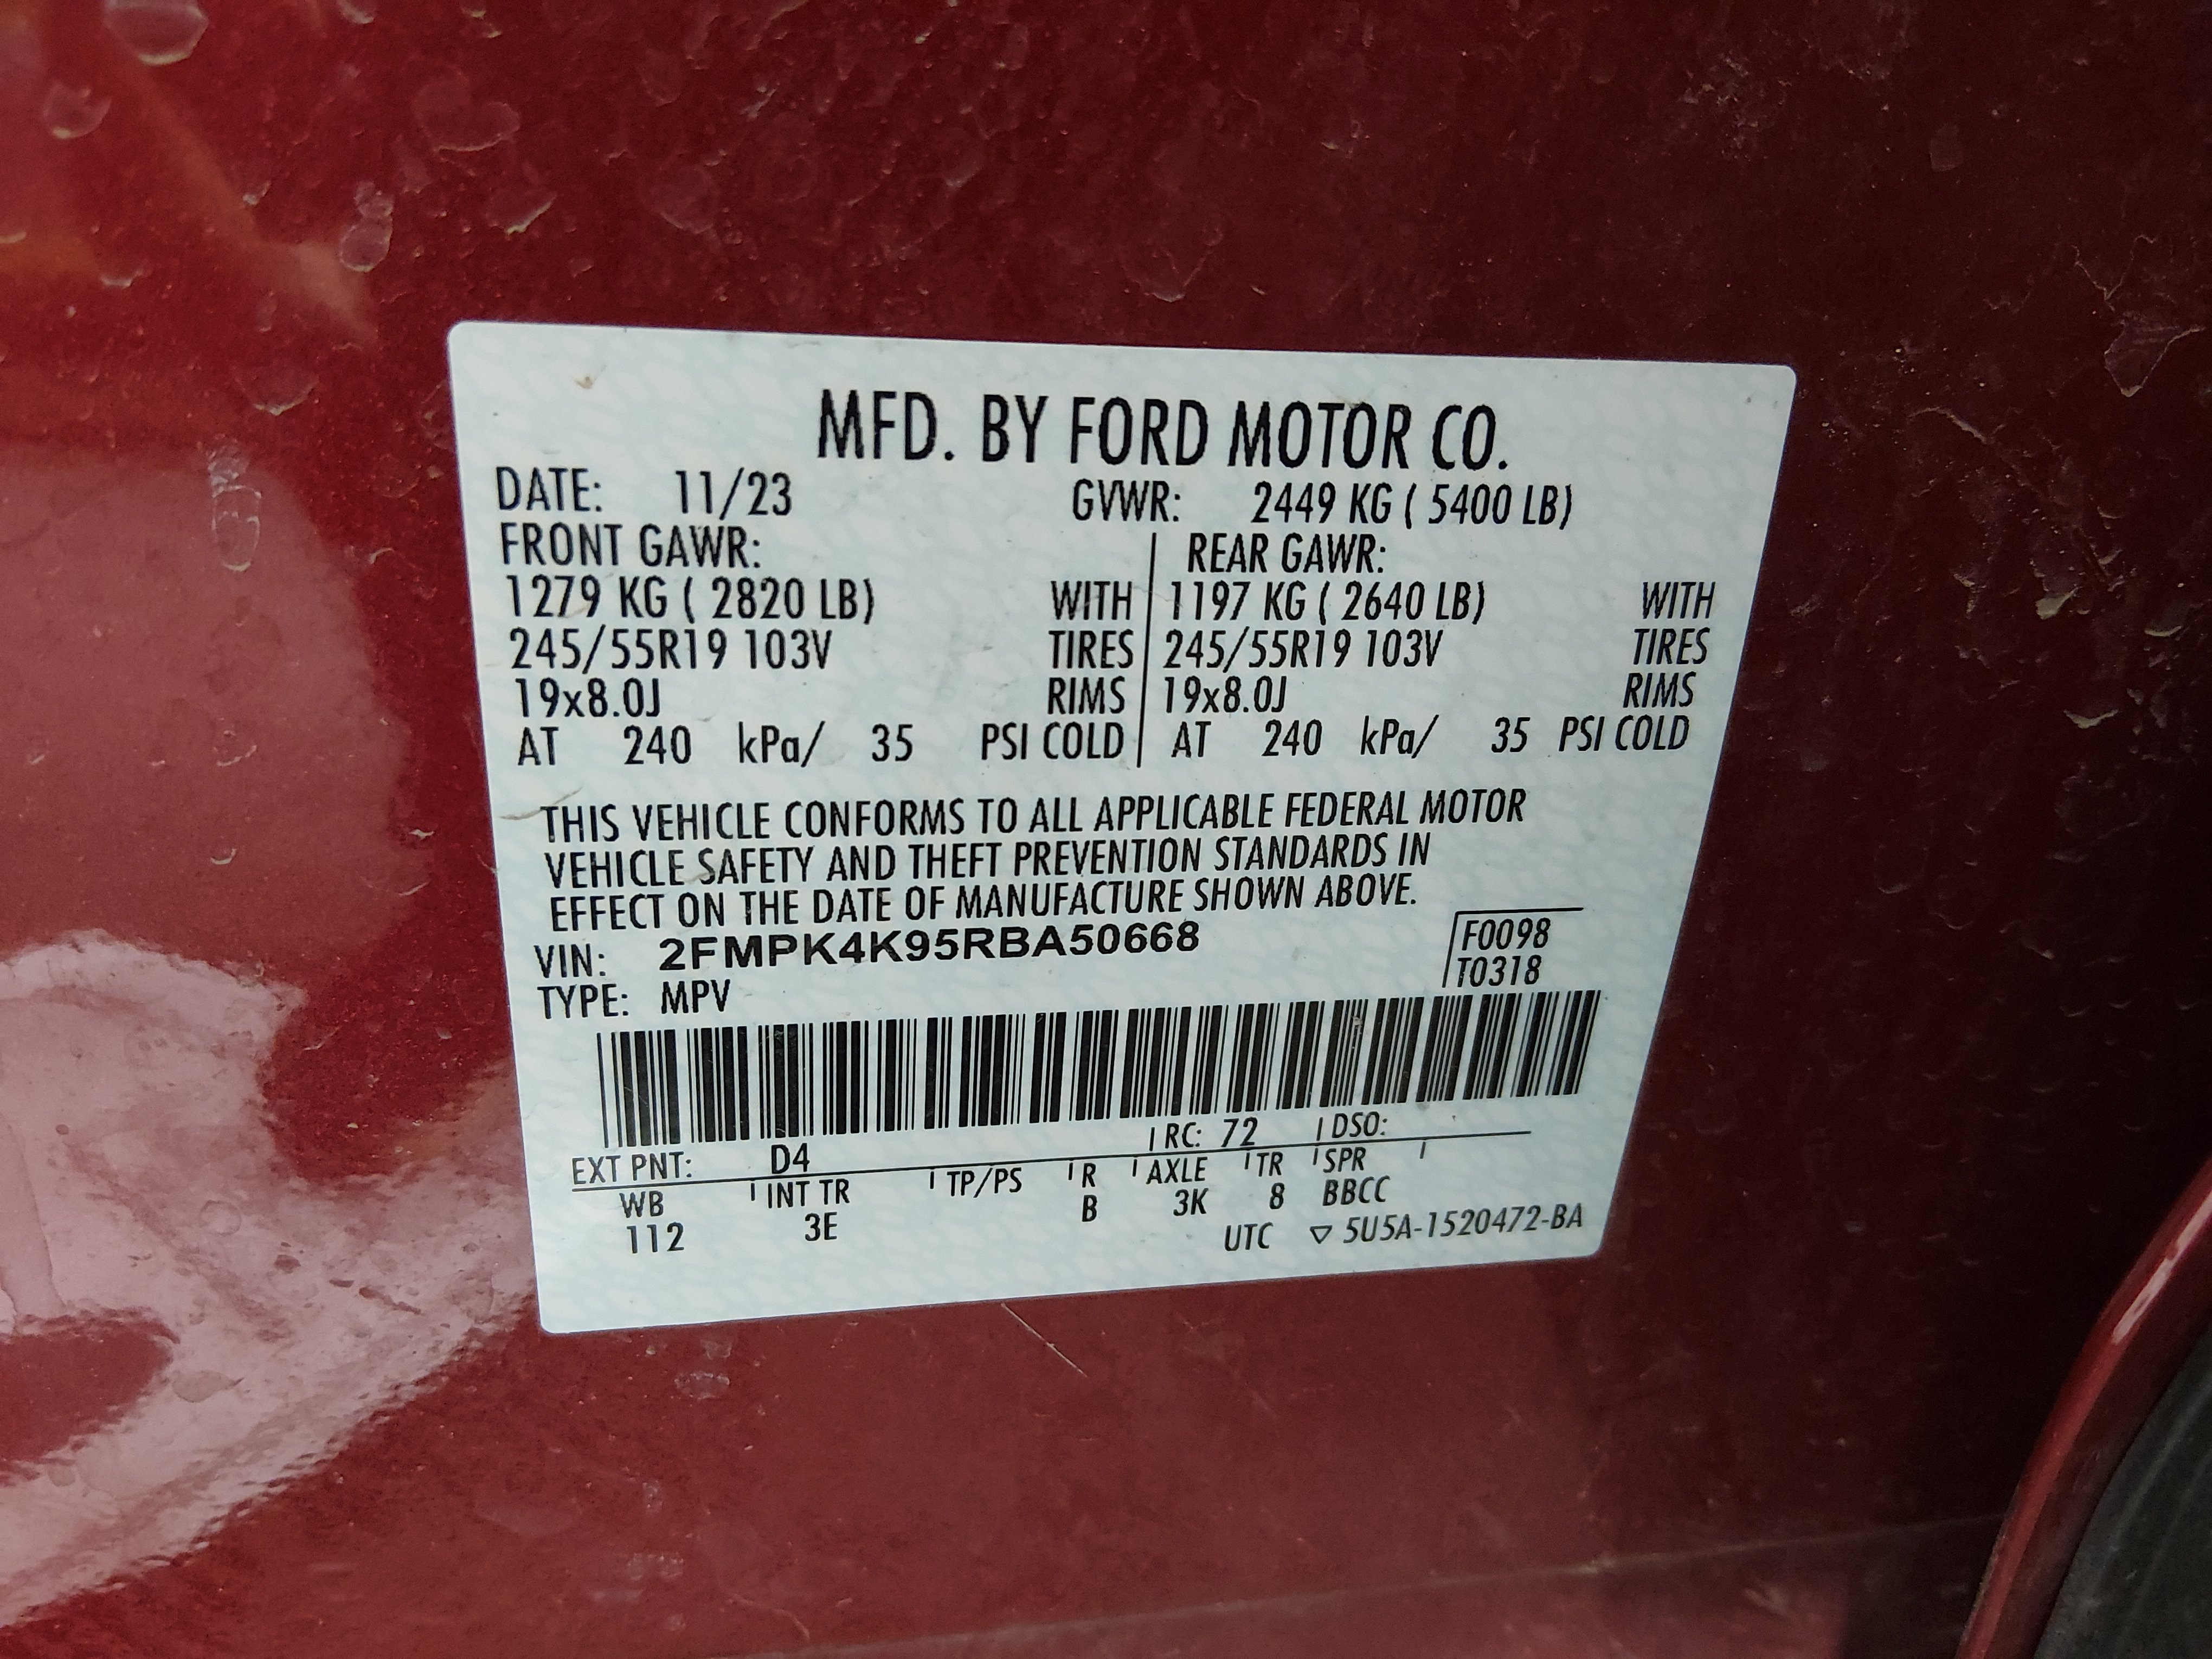 MFD. BY FORD MOTOR CO.
DATE: 11/23 GVWR: 2449 KG ( 5400 LB)
FRONT GAWR: REAR GAWR:
1279 KG ( 2820 LB) WITH 1197 KG ( 2640 LB) WITH
245/55R19 103V TIRES 245/55R19 103V TIRES
19x8.0J RIMS 19x8.0J RIMS
AT 240 kPa/ 35 PSI COLD AT 240 kPa/ 35 PSI COLD
THIS VEHICLE CONFORMS TO ALL APPLICABLE FEDERAL MOTOR
VEHICLE SAFETY AND THEFT PREVENTION STANDARDS IN
EFFECT ON THE DATE OF MANUFACTURE SHOWN ABOVE.
VIN: 2FMPK4K95RBA50668 F0098
TYPE: MPV T0318
EXT PNT: D4 RC: 72 DSO:
WB INT TR TP/PS R AXLE TR SPR
112 3E B 3K 8 BBCC
UTC ▽ 5U5A-1520472-BA